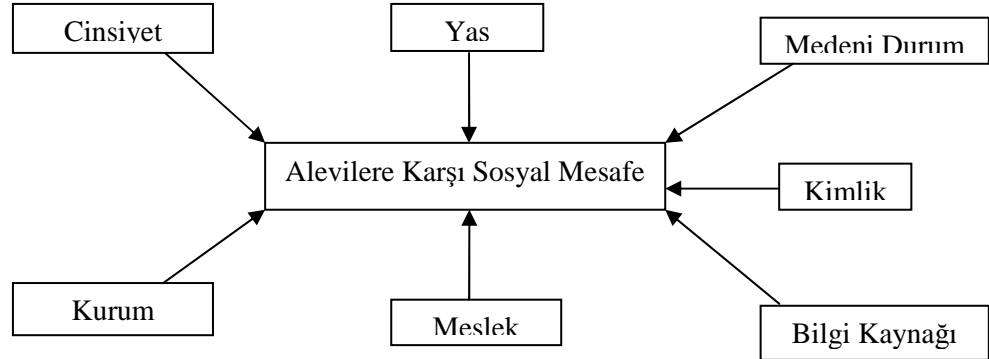 Cinsiyet
Yas
Medeni Durum
Alevilere Karşı Sosyal Mesafe
Kimlik
Kurum
Meslek
Bilgi Kaynağı